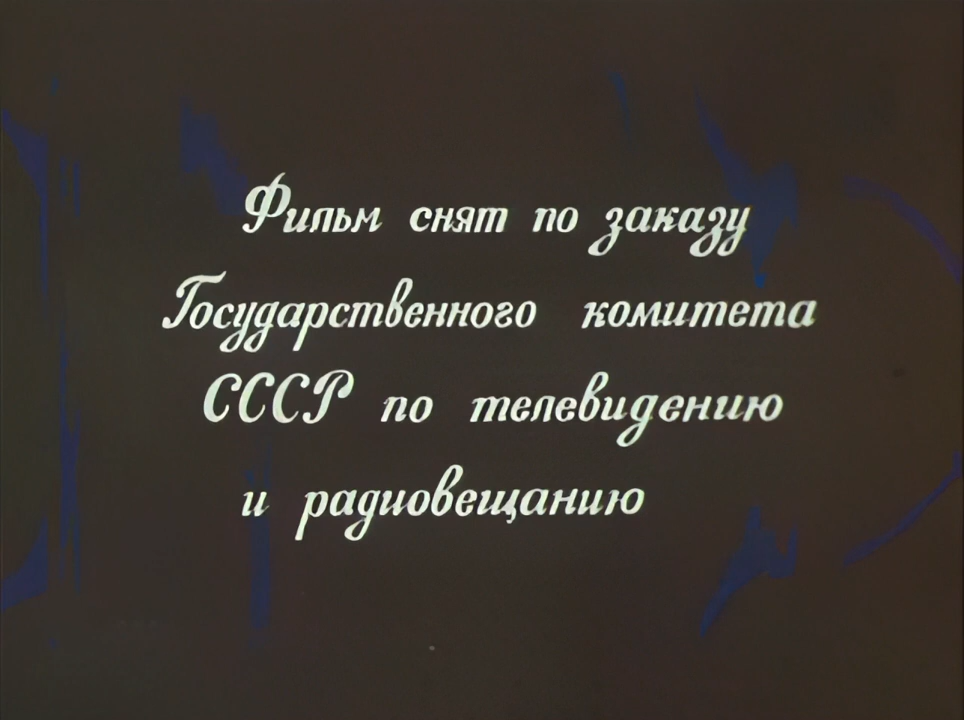 Фильм снят по заказу
Государственного комитета
СССР по телевидению
и радиовещанию